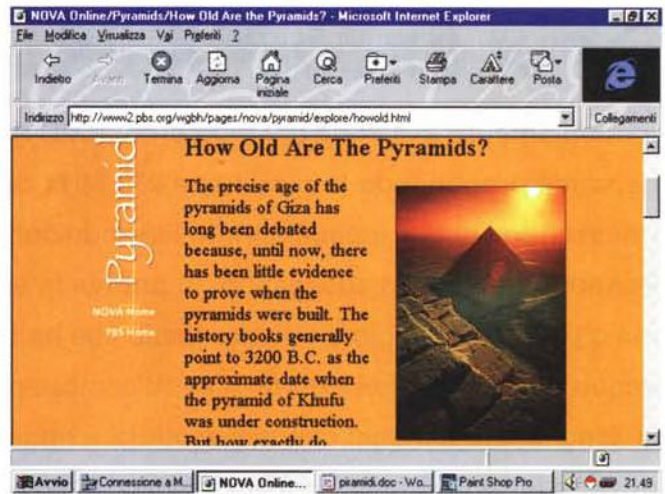 NOVA Online/Pyramids/How Old Are the Pyramids? - Microsoft Internet Explorer
File Modifica Visualizza Vai Preferiti ?
Indietro Avanti Termina Aggiorna Pagina iniziale Cerca Preferiti Stampa Carattere Posta
Indirizzo http://www2.pbs.org/wgbh/pages/nova/pyramid/explore/howold.html Collegamenti
Pyramid
NOVA Home
PBS Home
How Old Are The Pyramids?
The precise age of the
pyramids of Giza has
long been debated
because, until now, there
has been little evidence
to prove when the
pyramids were built. The
history books generally
point to 3200 B.C. as the
approximate date when
the pyramid of Khufu
was under construction.
But how exactly do
Avvio Connessione a M... NOVA Online... piramidi.doc - Wo... Paint Shop Pro 21.49